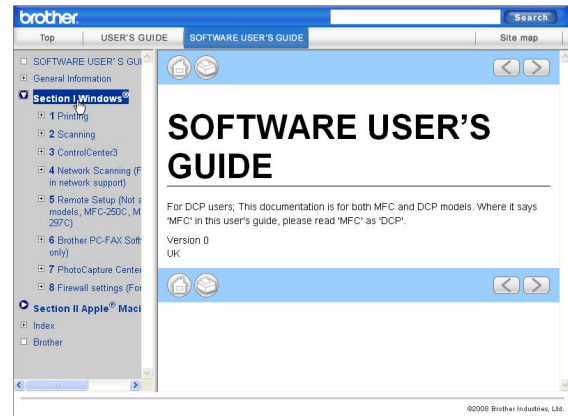 brother
Search
Top
USER'S GUIDE
SOFTWARE USER'S GUIDE
Site map
SOFTWARE USER' S GUI
General Information
Section I Windows®
1 Printing
2 Scanning
3 ControlCenter3
4 Network Scanning (F
in network support)
5 Remote Setup (Not a
models, MFC-250C, M
297C)
6 Brother PC-FAX Soft
only)
7 PhotoCapture Center
8 Firewall settings (For
Section II Apple® Maci
Index
Brother
SOFTWARE USER'S
GUIDE
For DCP users; This documentation is for both MFC and DCP models. Where it says
'MFC' in this user's guide, please read 'MFC' as 'DCP'.
Version 0
UK
©2008 Brother Industries, Ltd.